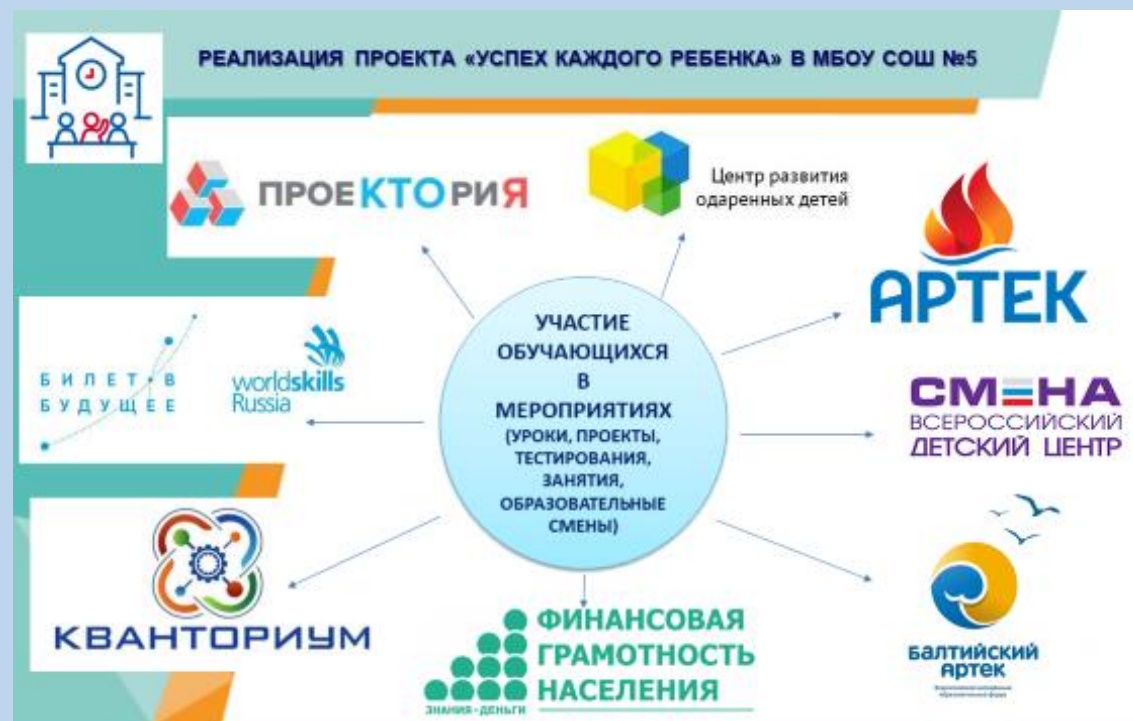 РЕАЛИЗАЦИЯ ПРОЕКТА «УСПЕХ КАЖДОГО РЕБЕНКА» В МБОУ СОШ №5
ПРОЕКТОРИЯ
Центр развития
одаренных детей
АРТЕК
БИЛЕТ В
БУДУЩЕЕ
worldskills
Russia
УЧАСТИЕ
ОБУЧАЮЩИХСЯ
В
МЕРОПРИЯТИЯХ
(УРОКИ, ПРОЕКТЫ,
ТЕСТИРОВАНИЯ,
ЗАНЯТИЯ,
ОБРАЗОВАТЕЛЬНЫЕ
СМЕНЫ)
СМЕНА
ВСЕРОССИЙСКИЙ
ДЕТСКИЙ ЦЕНТР
КВАНТОРИУМ
ФИНАНСОВАЯ
ГРАМОТНОСТЬ
НАСЕЛЕНИЯ
ЗНАНИЯ - ДЕНЬГИ
БАЛТИЙСКИЙ
АРТЕК